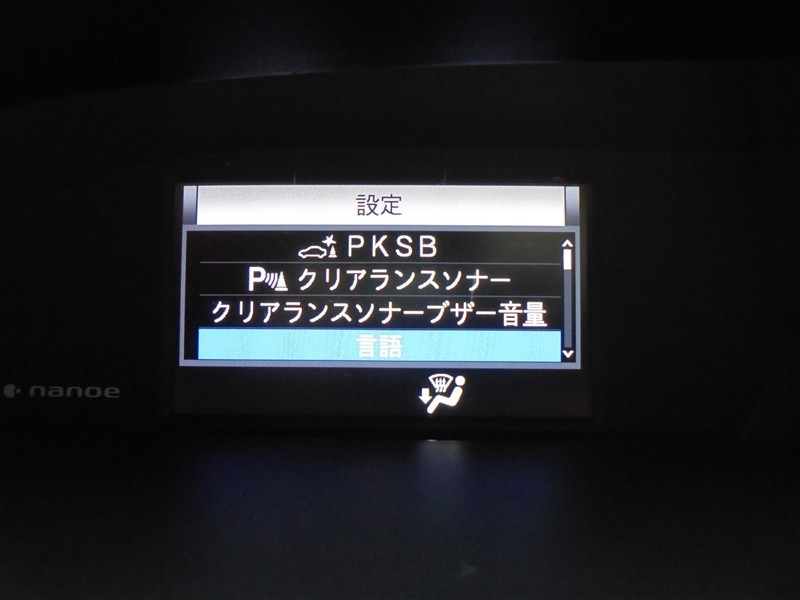 設定
PKSB
P クリアランスソナー
クリアランスソナーブザー音量
言語
nanoe